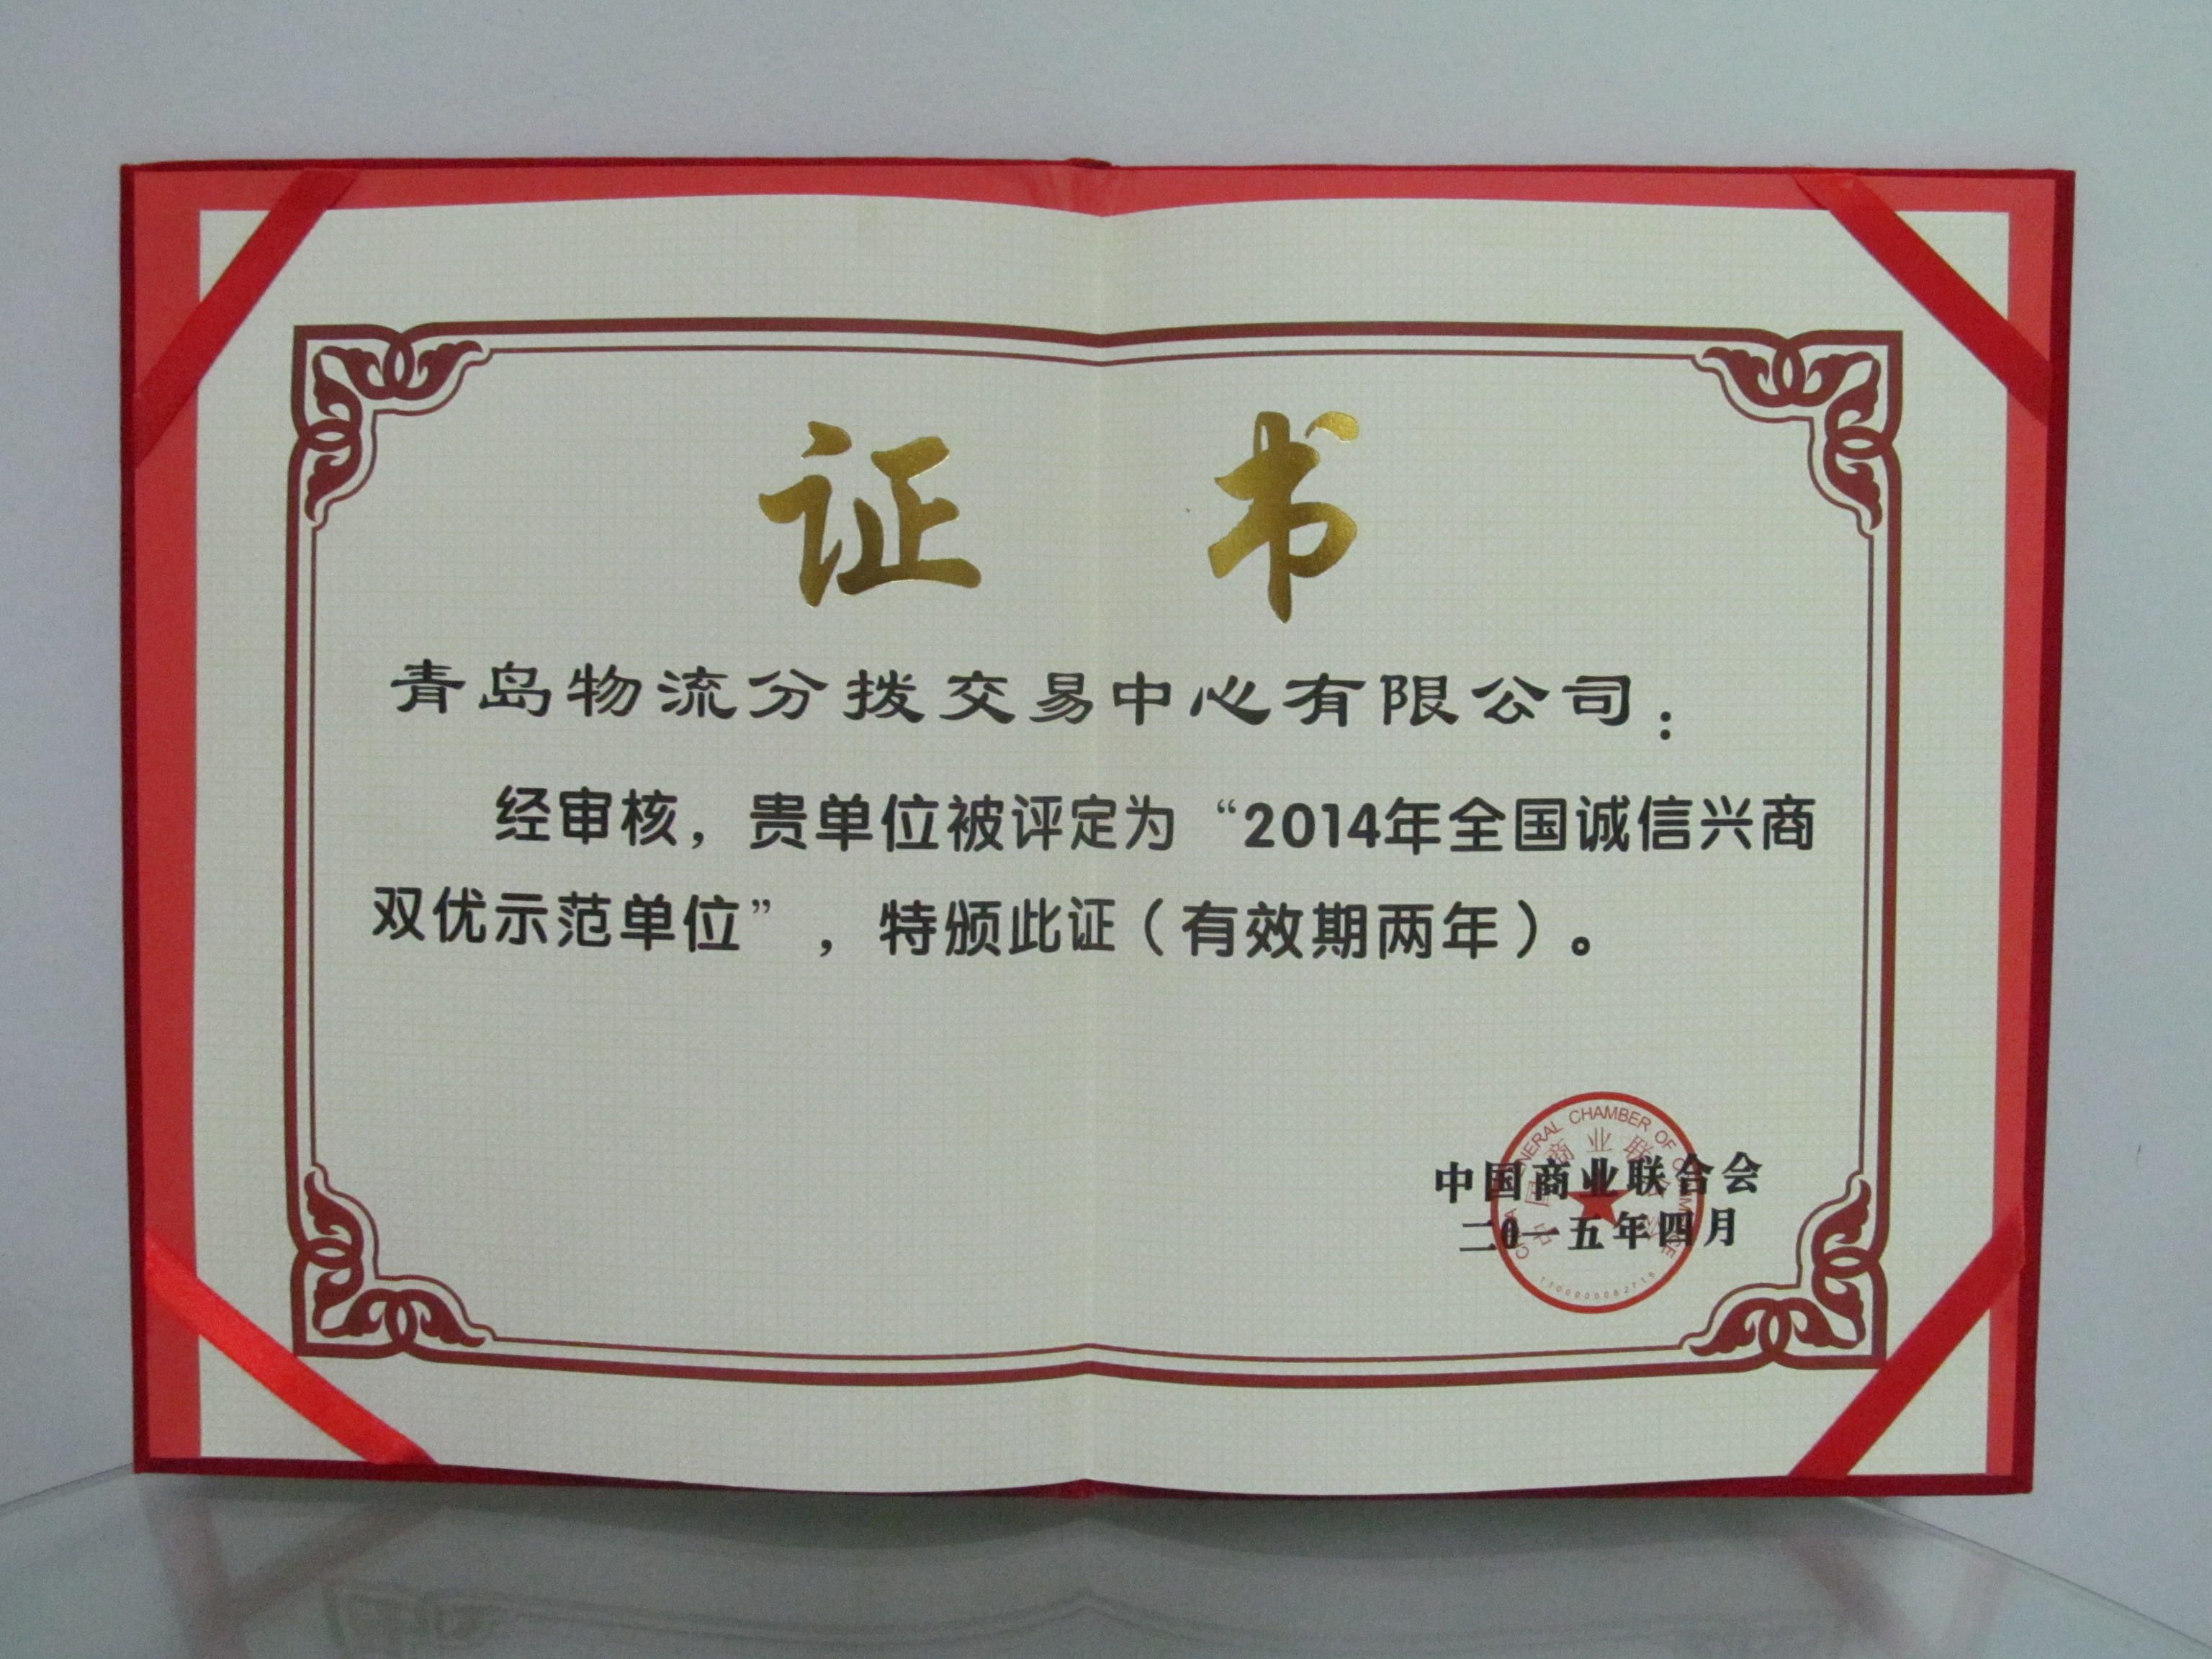 证书
青岛物流分拨交易中心有限公司：
经审核，贵单位被评定为“2014年全国诚信兴商
双优示范单位”，特颁此证（有效期两年）。
CHAMBER OF
中国商业联合会
二0一五年四月